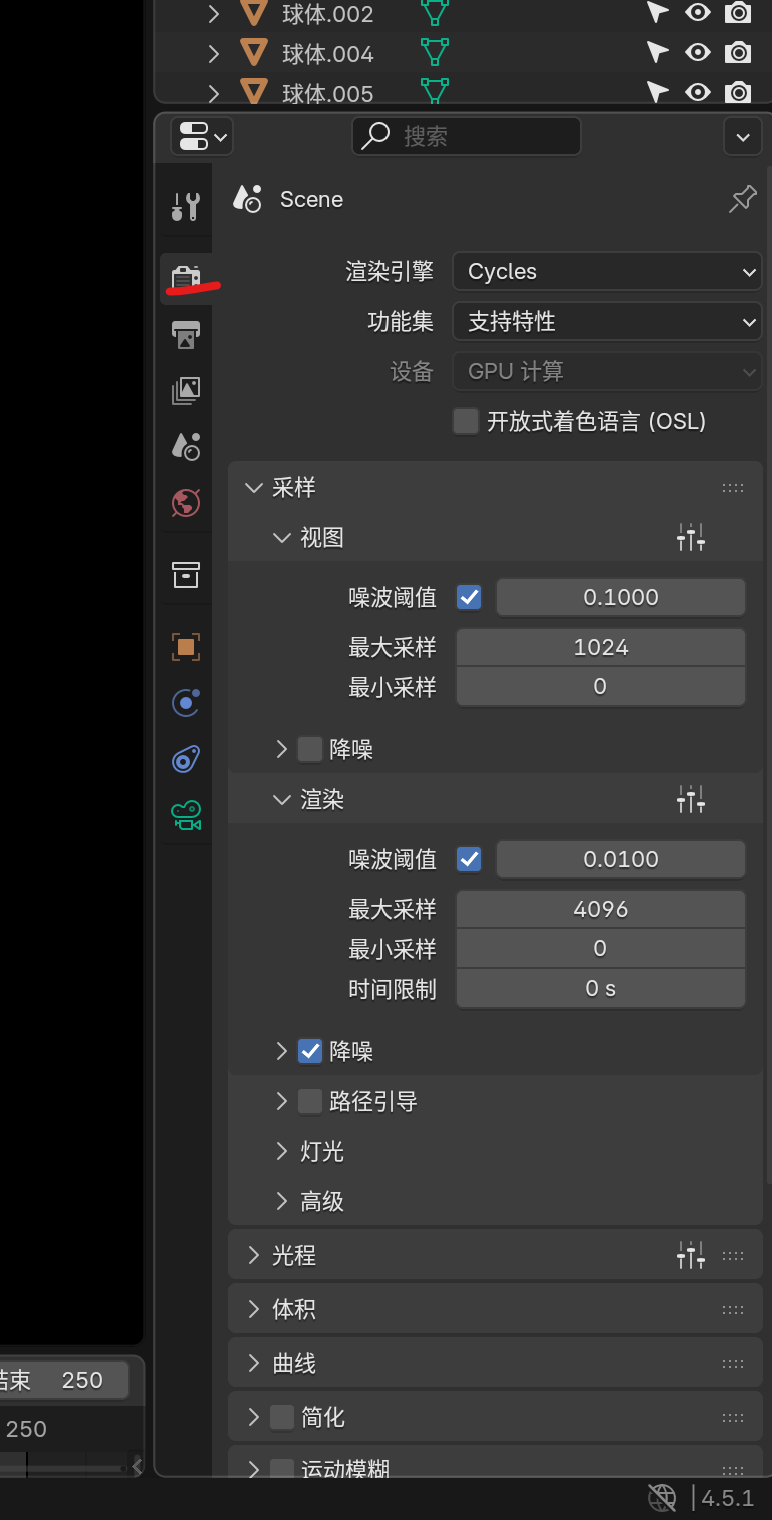 球体.002
球体.004
球体.005
搜索
Scene
渲染引擎 Cycles
功能集 支持特性
设备 GPU 计算
开放式着色语言 (OSL)
采样
视图
噪波阈值 0.1000
最大采样 1024
最小采样 0
降噪
渲染
噪波阈值 0.0100
最大采样 4096
最小采样 0
时间限制 0 s
降噪
路径引导
灯光
高级
光程
体积
曲线
简化
运动模糊
结束 250
250
4.5.1